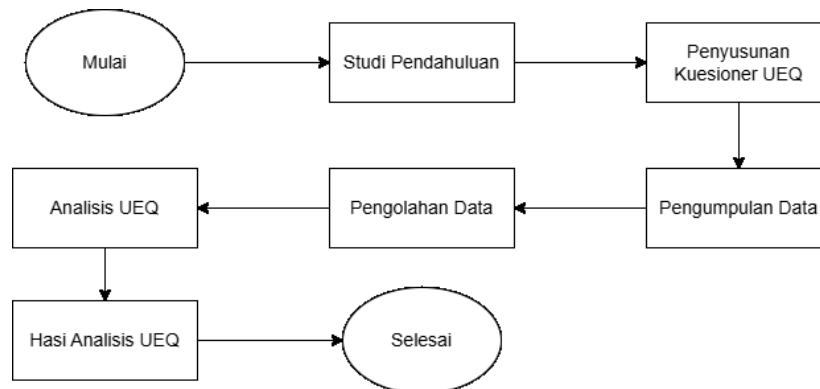 Mulai
Studi Pendahuluan
Penyusunan
Kuesioner UEQ
Pengumpulan Data
Pengolahan Data
Analisis UEQ
Hasi Analisis UEQ
Selesai